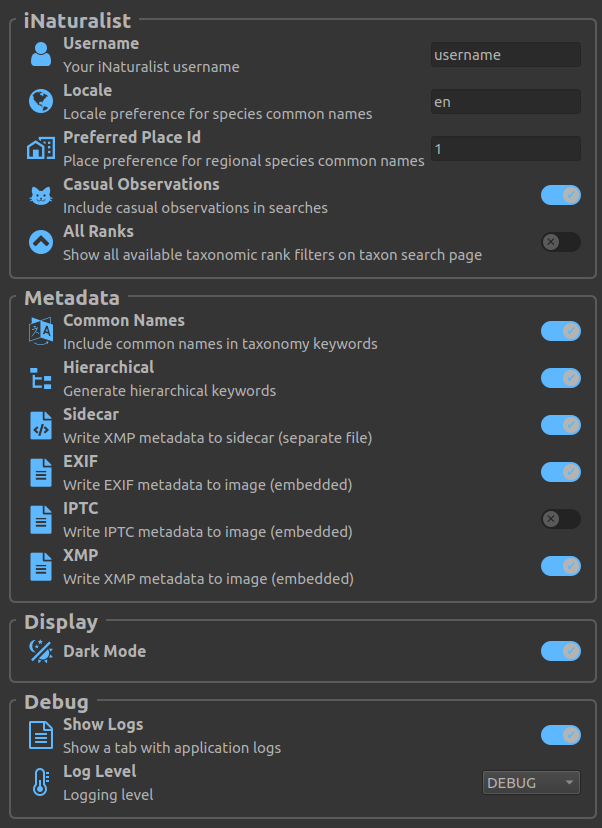 iNaturalist
Username
Your iNaturalist username
username
Locale
Locale preference for species common names
en
Preferred Place Id
Place preference for regional species common names
1
Casual Observations
Include casual observations in searches
All Ranks
Show all available taxonomic rank filters on taxon search page
Metadata
Common Names
Include common names in taxonomy keywords
Hierarchical
Generate hierarchical keywords
Sidecar
Write XMP metadata to sidecar (separate file)
EXIF
Write EXIF metadata to image (embedded)
IPTC
Write IPTC metadata to image (embedded)
XMP
Write XMP metadata to image (embedded)
Display
Dark Mode
Debug
Show Logs
Show a tab with application logs
Log Level
Logging level
DEBUG